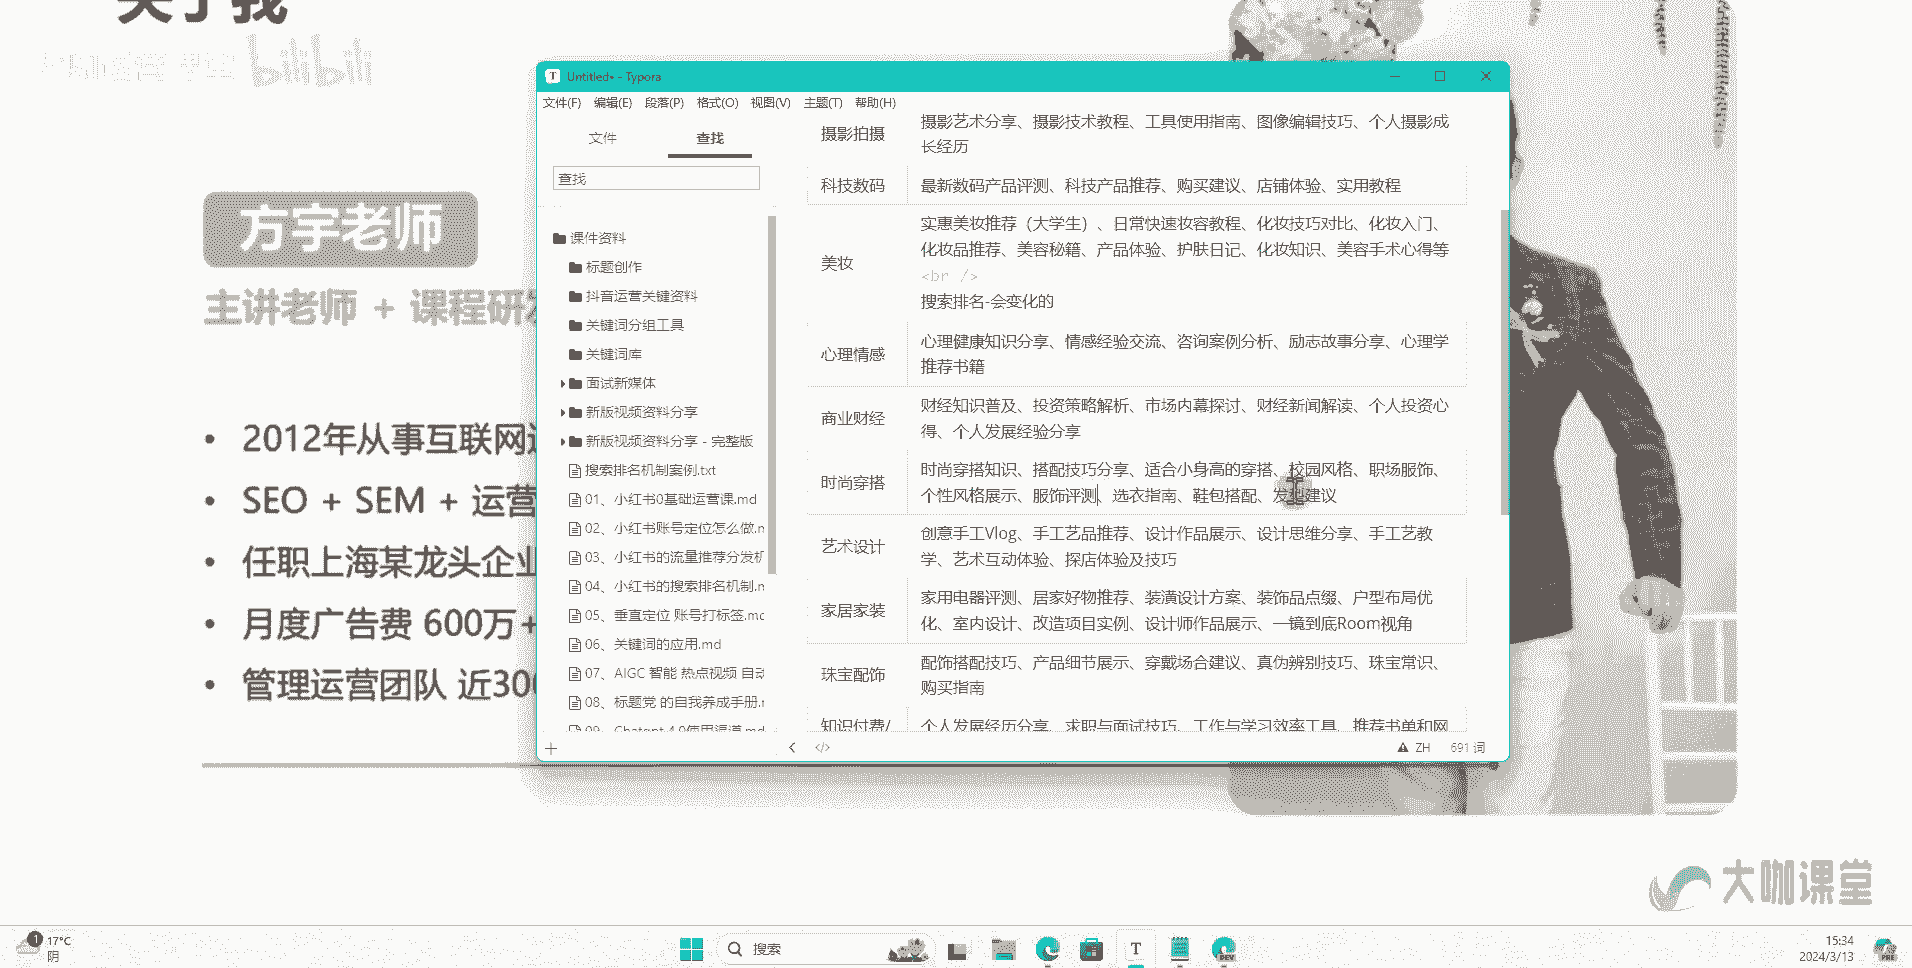 关于我
bilibili
方宇老师
主讲老师 + 课程研发
2012年从事互联网运
SEO + SEM + 运营
任职上海某龙头企业
月度广告费 600万+
管理运营团队 近300
Untitled• - Typora
文件(F) 编辑(E) 段落(P) 格式(O) 视图(V) 主题(T) 帮助(H)
文件 查找
查找
课件资料
标题创作
抖音运营关键资料
关键词分组工具
关键词库
面试新媒体
新版视频资料分享
新版视频资料分享 - 完整版
搜索排名机制案例.txt
01、小红书0基础运营课.md
02、小红书账号定位怎么做.m
03、小红书的流量推荐分发机
04、小红书的搜索排名机制.m
05、垂直定位 账号打标签.md
06、关键词的应用.md
07、AIGC 智能 热点视频 自动
08、标题党 的自我养成手册.m
09、Chatgpt 4.0使用渠道.md
摄影拍摄
摄影艺术分享、摄影技术教程、工具使用指南、图像编辑技巧、个人摄影成
长经历
科技数码
最新数码产品评测、科技产品推荐、购买建议、店铺体验、实用教程
美妆
实惠美妆推荐（大学生）、日常快速妆容教程、化妆技巧对比、化妆入门、
化妆品推荐、美容秘籍、产品体验、护肤日记、化妆知识、美容手术心得等
<br />
搜索排名-会变化的
心理情感
心理健康知识分享、情感经验交流、咨询案例分析、励志故事分享、心理学
推荐书籍
商业财经
财经知识普及、投资策略解析、市场内幕探讨、财经新闻解读、个人投资心
得、个人发展经验分享
时尚穿搭
时尚穿搭知识、搭配技巧分享、适合小身高的穿搭、校园风格、职场服饰、
个性风格展示、服饰评测、选衣指南、鞋包搭配、发型建议
艺术设计
创意手工Vlog、手工艺品推荐、设计作品展示、设计思维分享、手工艺教
学、艺术互动体验、探店体验及技巧
家居家装
家用电器评测、居家好物推荐、装潢设计方案、装饰品点缀、户型布局优
化、室内设计、改造项目实例、设计师作品展示、一镜到底Room视角
珠宝配饰
配饰搭配技巧、产品细节展示、穿戴场合建议、真伪辨别技巧、珠宝常识、
购买指南
知识付费/
个人发展经历分享、求职与面试技巧、工作与学习效率工具、推荐书单和网
ZH 691 词
大咖课堂
1
17°C
阴
搜索
T
DEV
15:34
2024/3/13
PRE